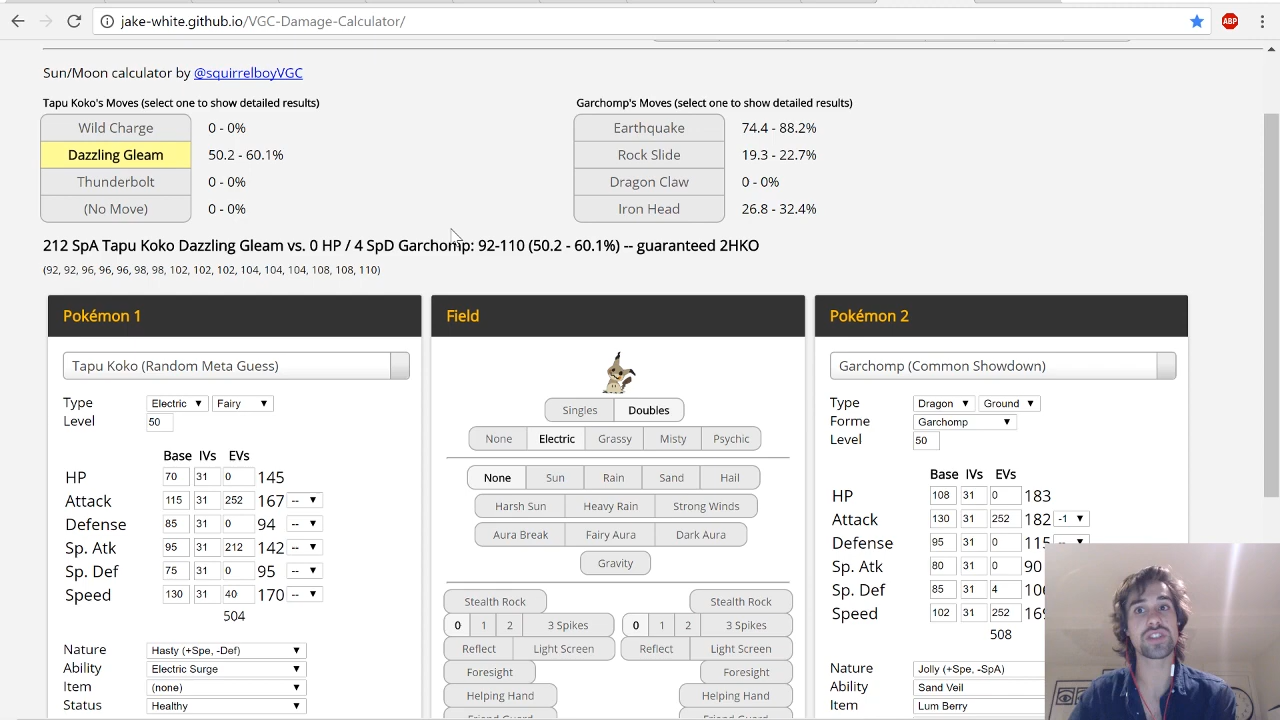 jake-white.github.io/VGC-Damage-Calculator/
ABP
Sun/Moon calculator by @squirrelboyVGC
Tapu Koko's Moves (select one to show detailed results)
Wild Charge 0 - 0%
Dazzling Gleam 50.2 - 60.1%
Thunderbolt 0 - 0%
(No Move) 0 - 0%
Garchomp's Moves (select one to show detailed results)
Earthquake 74.4 - 88.2%
Rock Slide 19.3 - 22.7%
Dragon Claw 0 - 0%
Iron Head 26.8 - 32.4%
212 SpA Tapu Koko Dazzling Gleam vs. 0 HP / 4 SpD Garchomp: 92-110 (50.2 - 60.1%) -- guaranteed 2HKO
(92, 92, 96, 96, 96, 98, 98, 102, 102, 102, 104, 104, 104, 108, 108, 110)
Pokémon 1
Tapu Koko (Random Meta Guess)
Type Electric Fairy
Level 50
Base IVs EVs
HP 70 31 0 145
Attack 115 31 252 167 --
Defense 85 31 0 94 --
Sp. Atk 95 31 212 142 --
Sp. Def 75 31 0 95 --
Speed 130 31 40 170 --
504
Nature Hasty (+Spe, -Def)
Ability Electric Surge
Item (none)
Status Healthy
Field
Singles Doubles
None Electric Grassy Misty Psychic
None Sun Rain Sand Hail
Harsh Sun Heavy Rain Strong Winds
Aura Break Fairy Aura Dark Aura
Gravity
Stealth Rock Stealth Rock
0 1 2 3 Spikes 0 1 2 3 Spikes
Reflect Light Screen Reflect Light Screen
Foresight Foresight
Helping Hand Helping Hand
Friend Guard Friend Guard
Pokémon 2
Garchomp (Common Showdown)
Type Dragon Ground
Forme Garchomp
Level 50
Base IVs EVs
HP 108 31 0 183
Attack 130 31 252 182 -1
Defense 95 31 0 115 --
Sp. Atk 80 31 0 90
Sp. Def 85 31 4
Speed 102 31 252
508
Nature Jolly (+Spe, -SpA)
Ability Sand Veil
Item Lum Berry